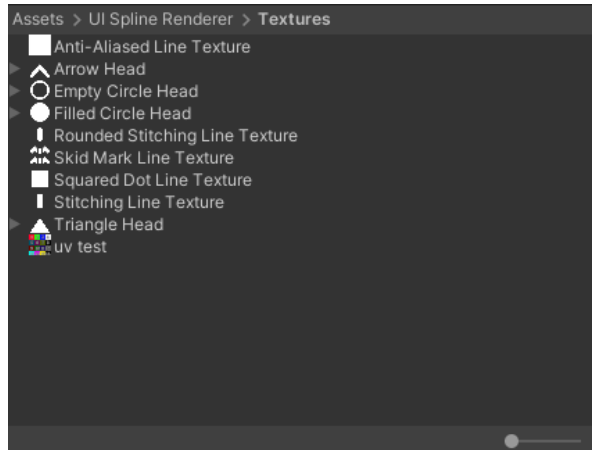 Assets > UI Spline Renderer > Textures
Anti-Aliased Line Texture
Arrow Head
Empty Circle Head
Filled Circle Head
Rounded Stitching Line Texture
Skid Mark Line Texture
Squared Dot Line Texture
Stitching Line Texture
Triangle Head
uv test